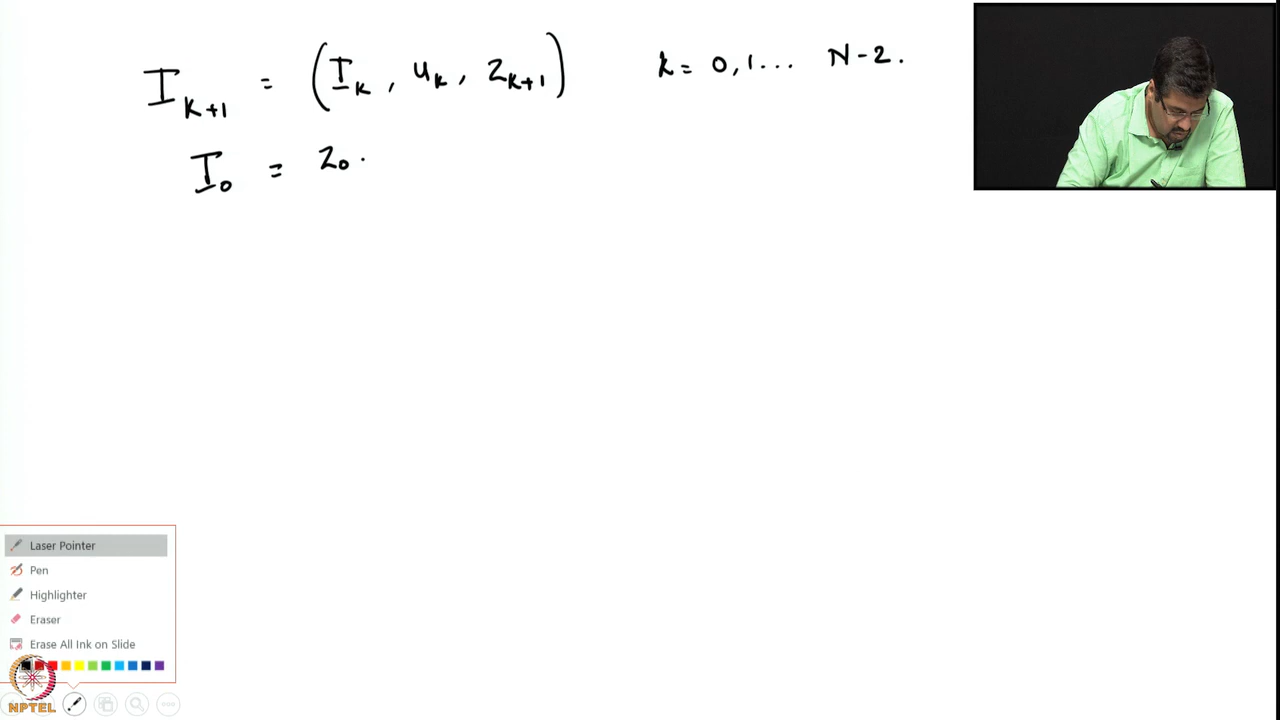 I_{k+1} = (I_k, u_k, z_{k+1}) k = 0, 1 ... N-2.
I_0 = z_0.
Laser Pointer
Pen
Highlighter
Eraser
Erase All Ink on Slide
NPTEL